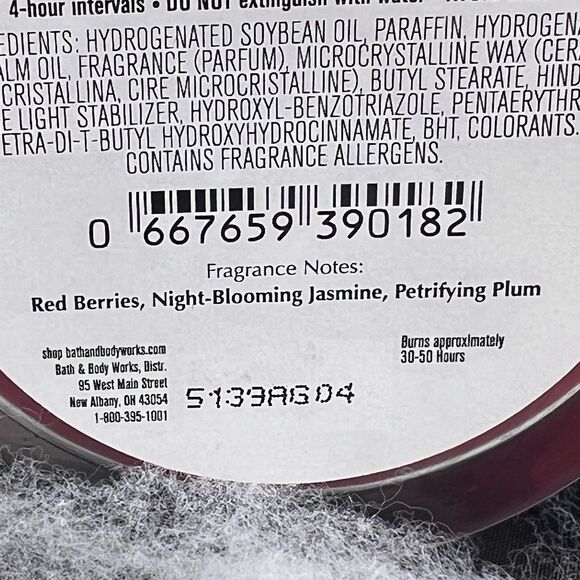 4-hour intervals • DO NOT extinguish with water
EDIENTS: HYDROGENATED SOYBEAN OIL, PARAFFIN, HYDROGENA
ALM OIL, FRAGRANCE (PARFUM), MICROCRYSTALLINE WAX (CER
CRISTALLINA, CIRE MICROCRISTALLINE), BUTYL STEARATE, HIND
E LIGHT STABILIZER, HYDROXYL-BENZOTRIAZOLE, PENTAERYTHR
ETRA-DI-T-BUTYL HYDROXYHYDROCINNAMATE, BHT, COLORANTS.
CONTAINS FRAGRANCE ALLERGENS.
0 667659 390182
Fragrance Notes:
Red Berries, Night-Blooming Jasmine, Petrifying Plum
shop bathandbodyworks.com
Bath & Body Works, Distr.
95 West Main Street
New Albany, OH 43054
1-800-395-1001
Burns approximately
30-50 Hours
5133AG04